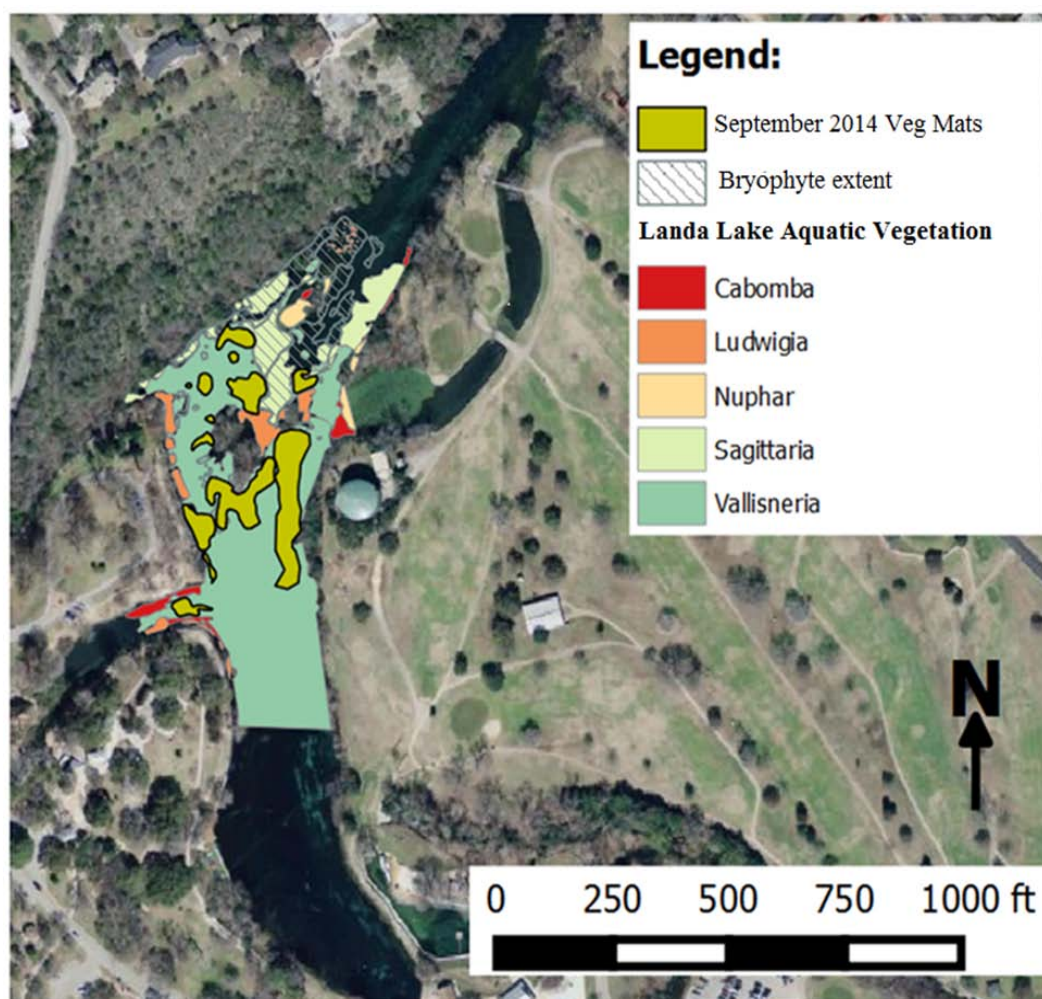 Legend:
September 2014 Veg Mats
Bryophyte extent
Landa Lake Aquatic Vegetation
Cabomba
Ludwigia
Nuphar
Sagittaria
Vallisneria
N
0 250 500 750 1000 ft